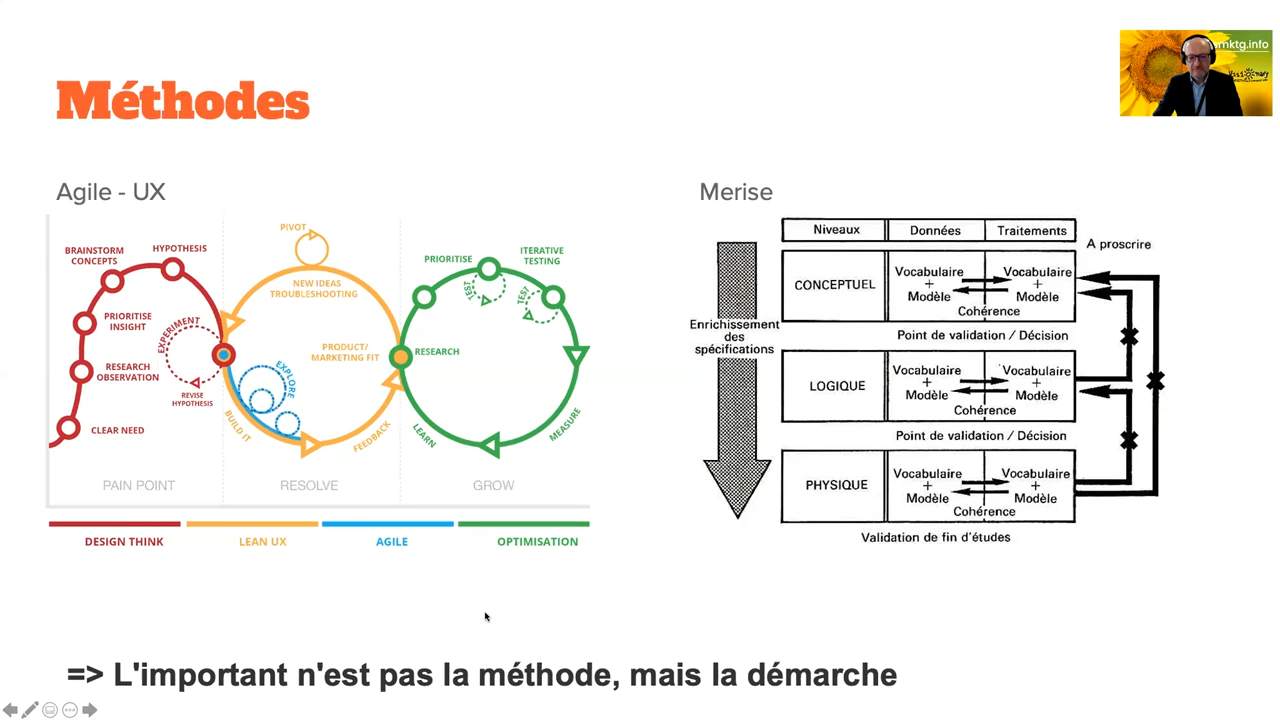 mktg.info
Méthodes
Agile - UX
BRAINSTORM
CONCEPTS
HYPOTHESIS
PRIORITISE
INSIGHT
EXPERIMENT
RESEARCH
OBSERVATION
REVISE
HYPOTHESIS
CLEAR NEED
PIVOT
NEW IDEAS
TROUBLESHOOTING
PRODUCT/
MARKETING FIT
EXPLORE
BUILD IT
FEEDBACK
PRIORITISE
ITERATIVE
TESTING
TEST
TEST
RESEARCH
LEARN
MEASURE
PAIN POINT
RESOLVE
GROW
DESIGN THINK
LEAN UX
AGILE
OPTIMISATION
Merise
Niveaux
Données
Traitements
A proscrire
CONCEPTUEL
Vocabulaire
+
Modèle
Vocabulaire
+
Modèle
Cohérence
Enrichissement
des
spécifications
Point de validation / Décision
LOGIQUE
Vocabulaire
+
Modèle
Vocabulaire
+
Modèle
Cohérence
Point de validation / Décision
PHYSIQUE
Vocabulaire
+
Modèle
Vocabulaire
+
Modèle
Cohérence
Validation de fin d'études
=> L'important n'est pas la méthode, mais la démarche